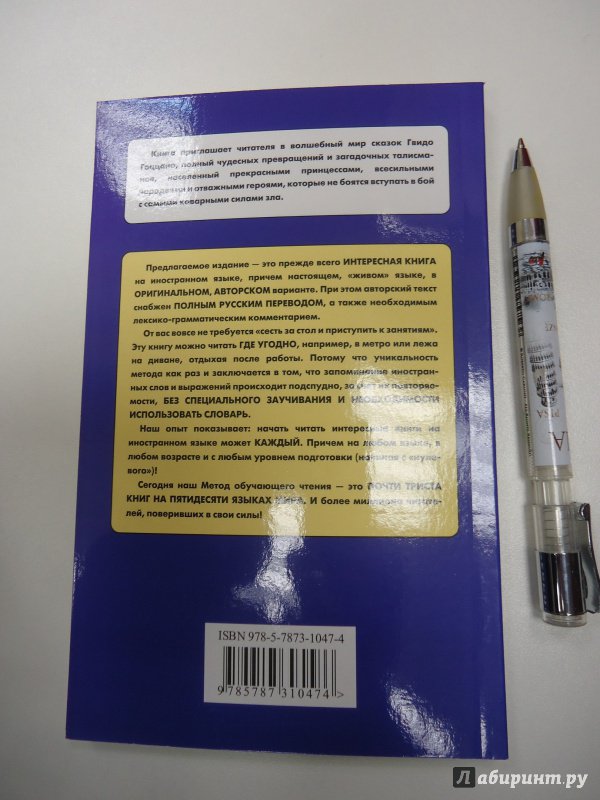 Книга приглашает читателя в волшебный мир сказок Гвидо
Гоццано, полный чудесных превращений и загадочных талисма-
нов, населенный прекрасными принцессами, всесильными
чародеями и отважными героями, которые не боятся вступать в бой
с самыми коварными силами зла.
Предлагаемое издание — это прежде всего ИНТЕРЕСНАЯ КНИГА
на иностранном языке, причем настоящем, «живом» языке, в
ОРИГИНАЛЬНОМ, АВТОРСКОМ варианте. При этом авторский текст
снабжен ПОЛНЫМ РУССКИМ ПЕРЕВОДОМ, а также необходимым
лексико-грамматическим комментарием.
От вас вовсе не требуется «сесть за стол и приступить к занятиям».
Эту книгу можно читать ГДЕ УГОДНО, например, в метро или лежа
на диване, отдыхая после работы. Потому что уникальность
метода как раз и заключается в том, что запоминание иностран-
ных слов и выражений происходит подспудно, за счет их повторяе-
мости, БЕЗ СПЕЦИАЛЬНОГО ЗАУЧИВАНИЯ И НЕОБХОДИМОСТИ
ИСПОЛЬЗОВАТЬ СЛОВАРЬ.
Наш опыт показывает: начать читать интересные книги на
иностранном языке может КАЖДЫЙ. Причем на любом языке, в
любом возрасте и с любым уровнем подготовки (начиная с «нуле-
вого»)!
Сегодня наш Метод обучающего чтения — это ПОЧТИ ТРИСТА
КНИГ НА ПЯТИДЕСЯТИ ЯЗЫКАХ МИРА. И более миллиона читате-
лей, поверивших в свои силы!
ISBN 978-5-7873-1047-4
9 785787 310474 >
PISA
Лабиринт.ру